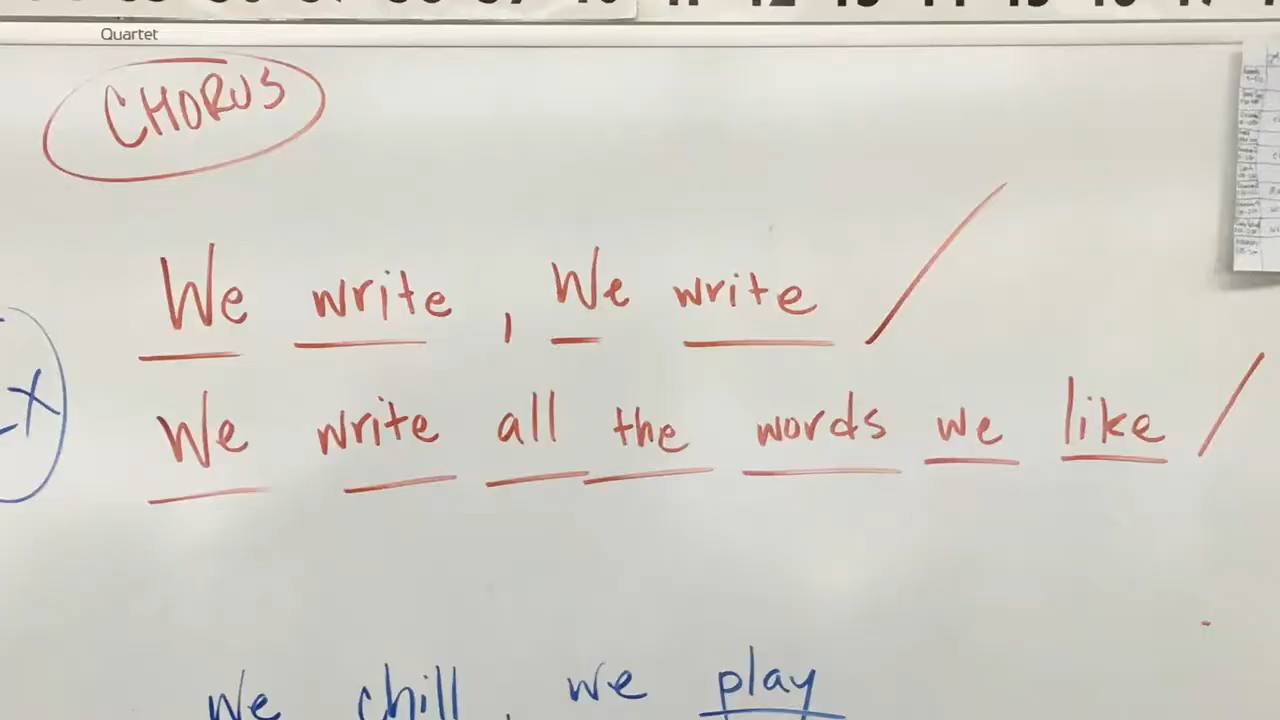 Quartet
CHORUS
We write, We write /
We write all the words we like /
we chill, we play